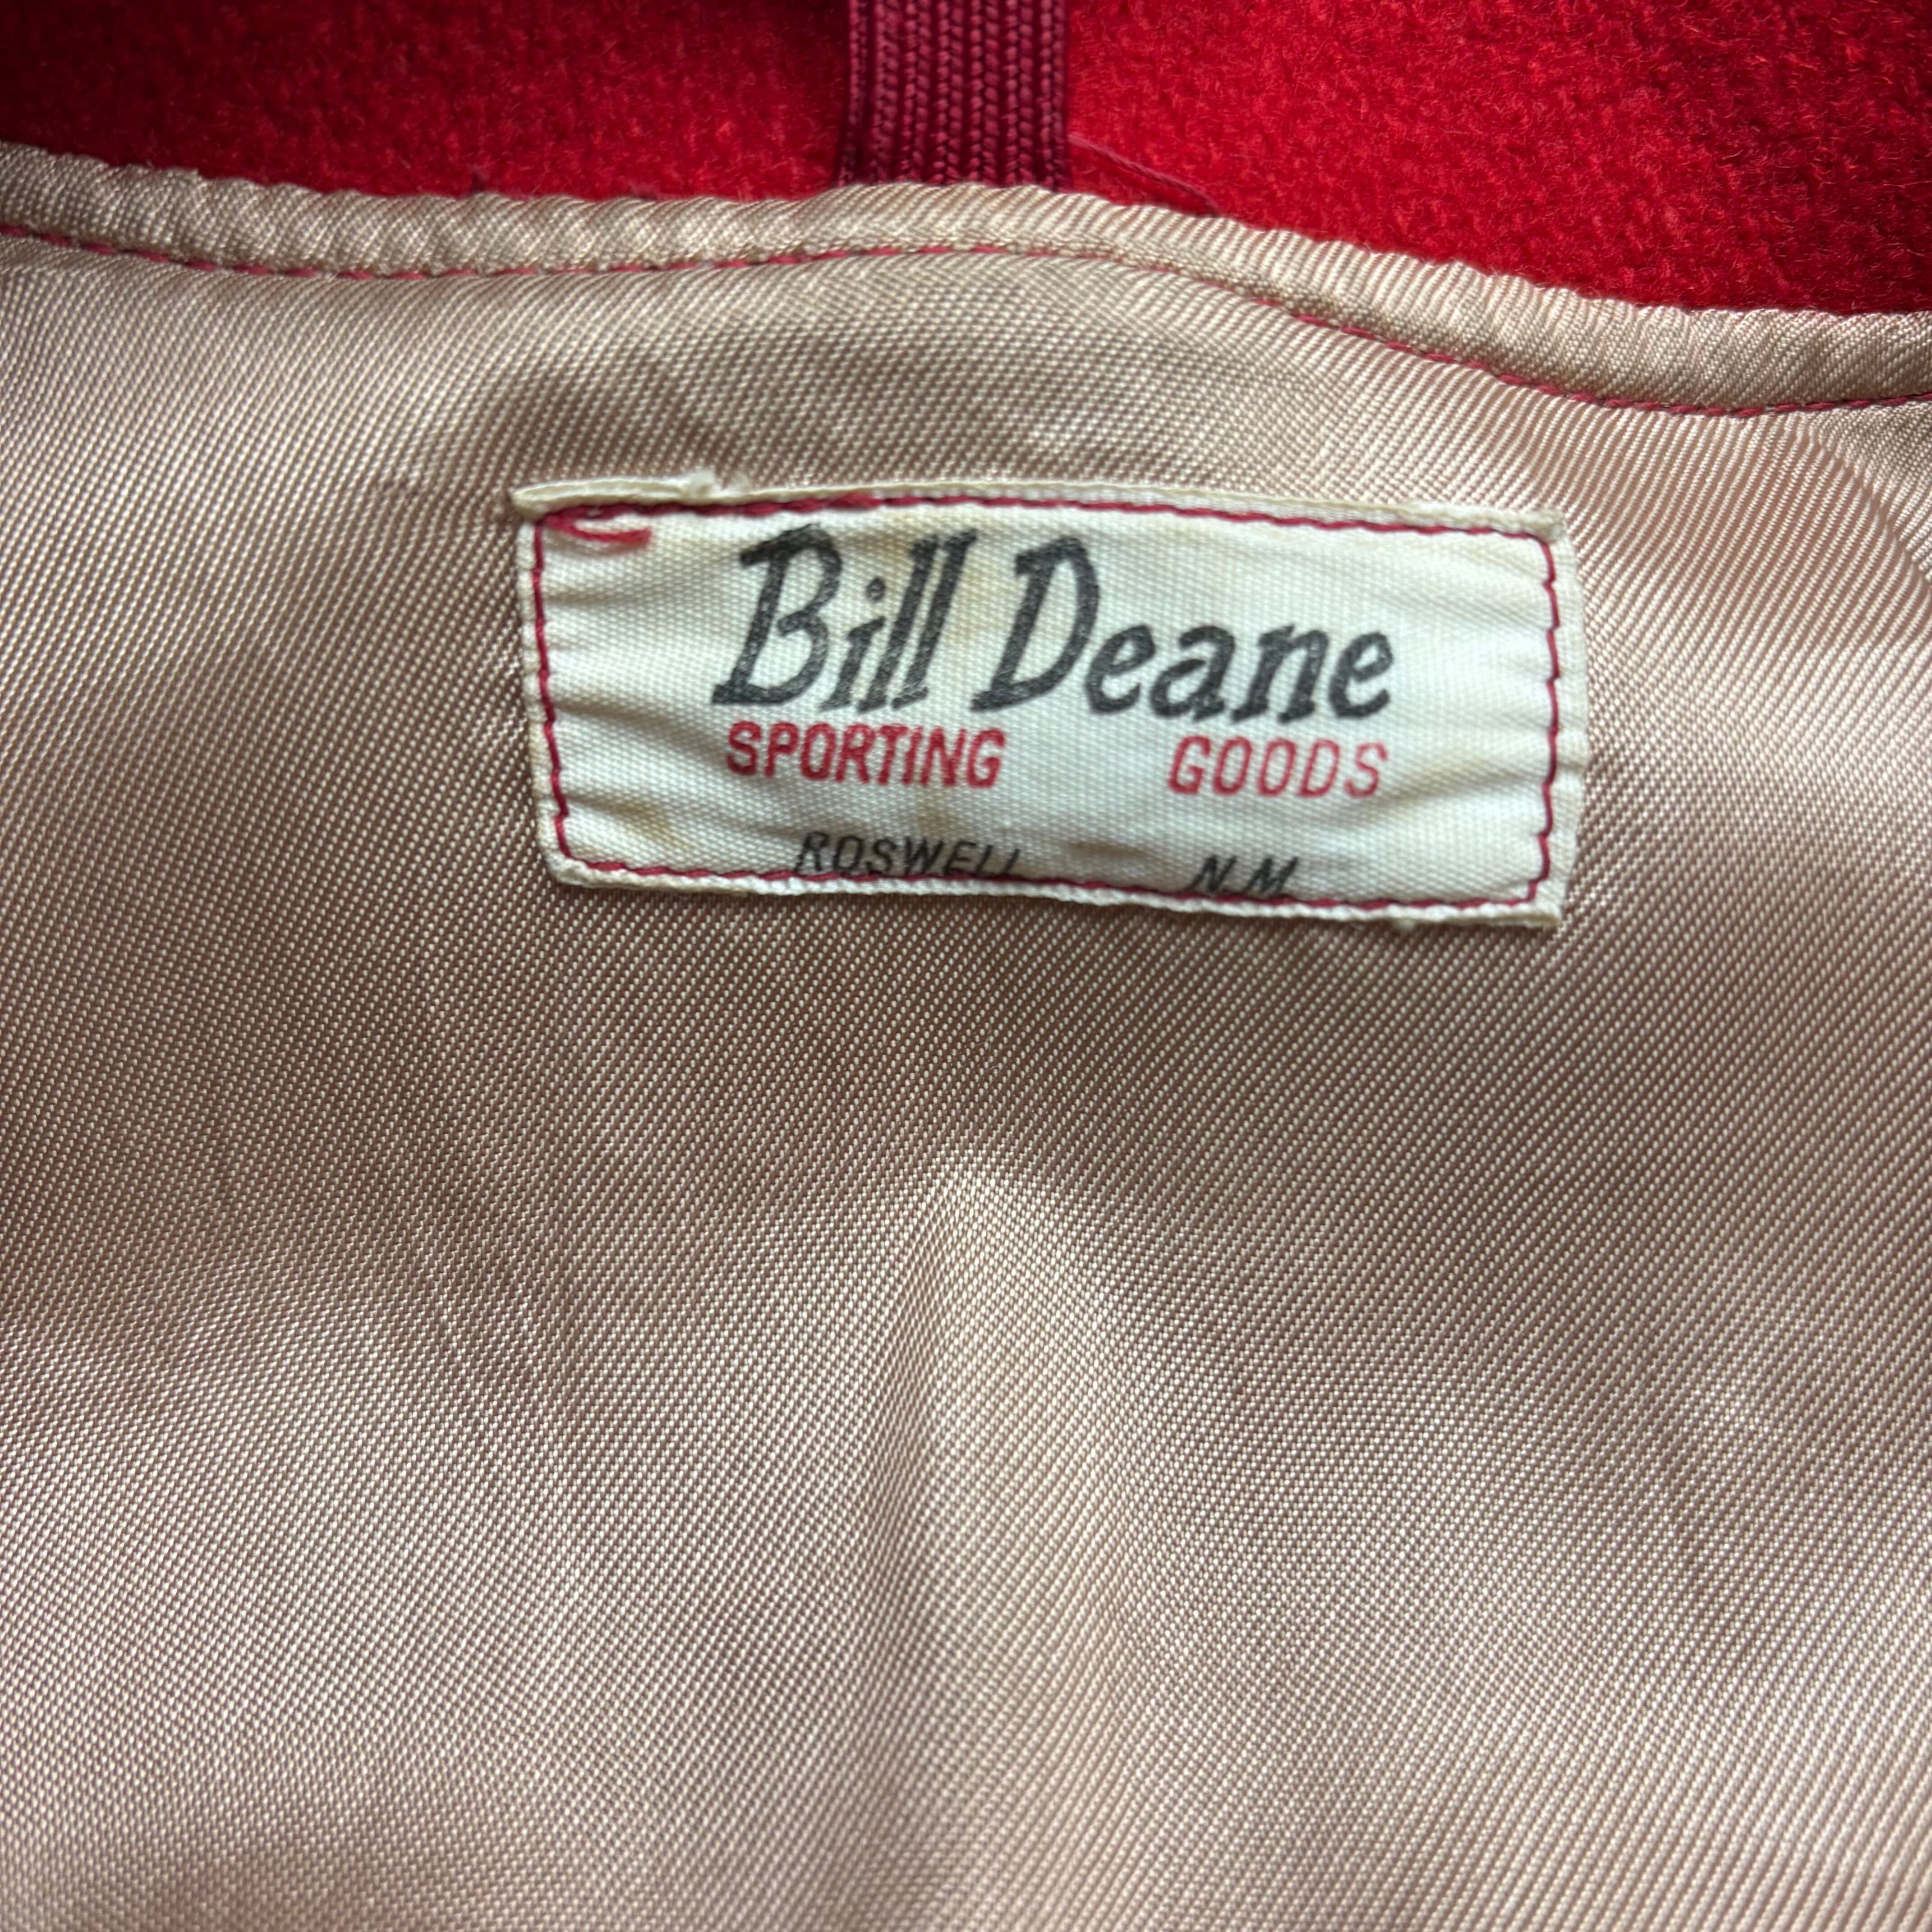 Bill Deane
SPORTING GOODS
ROSWELL N.M.